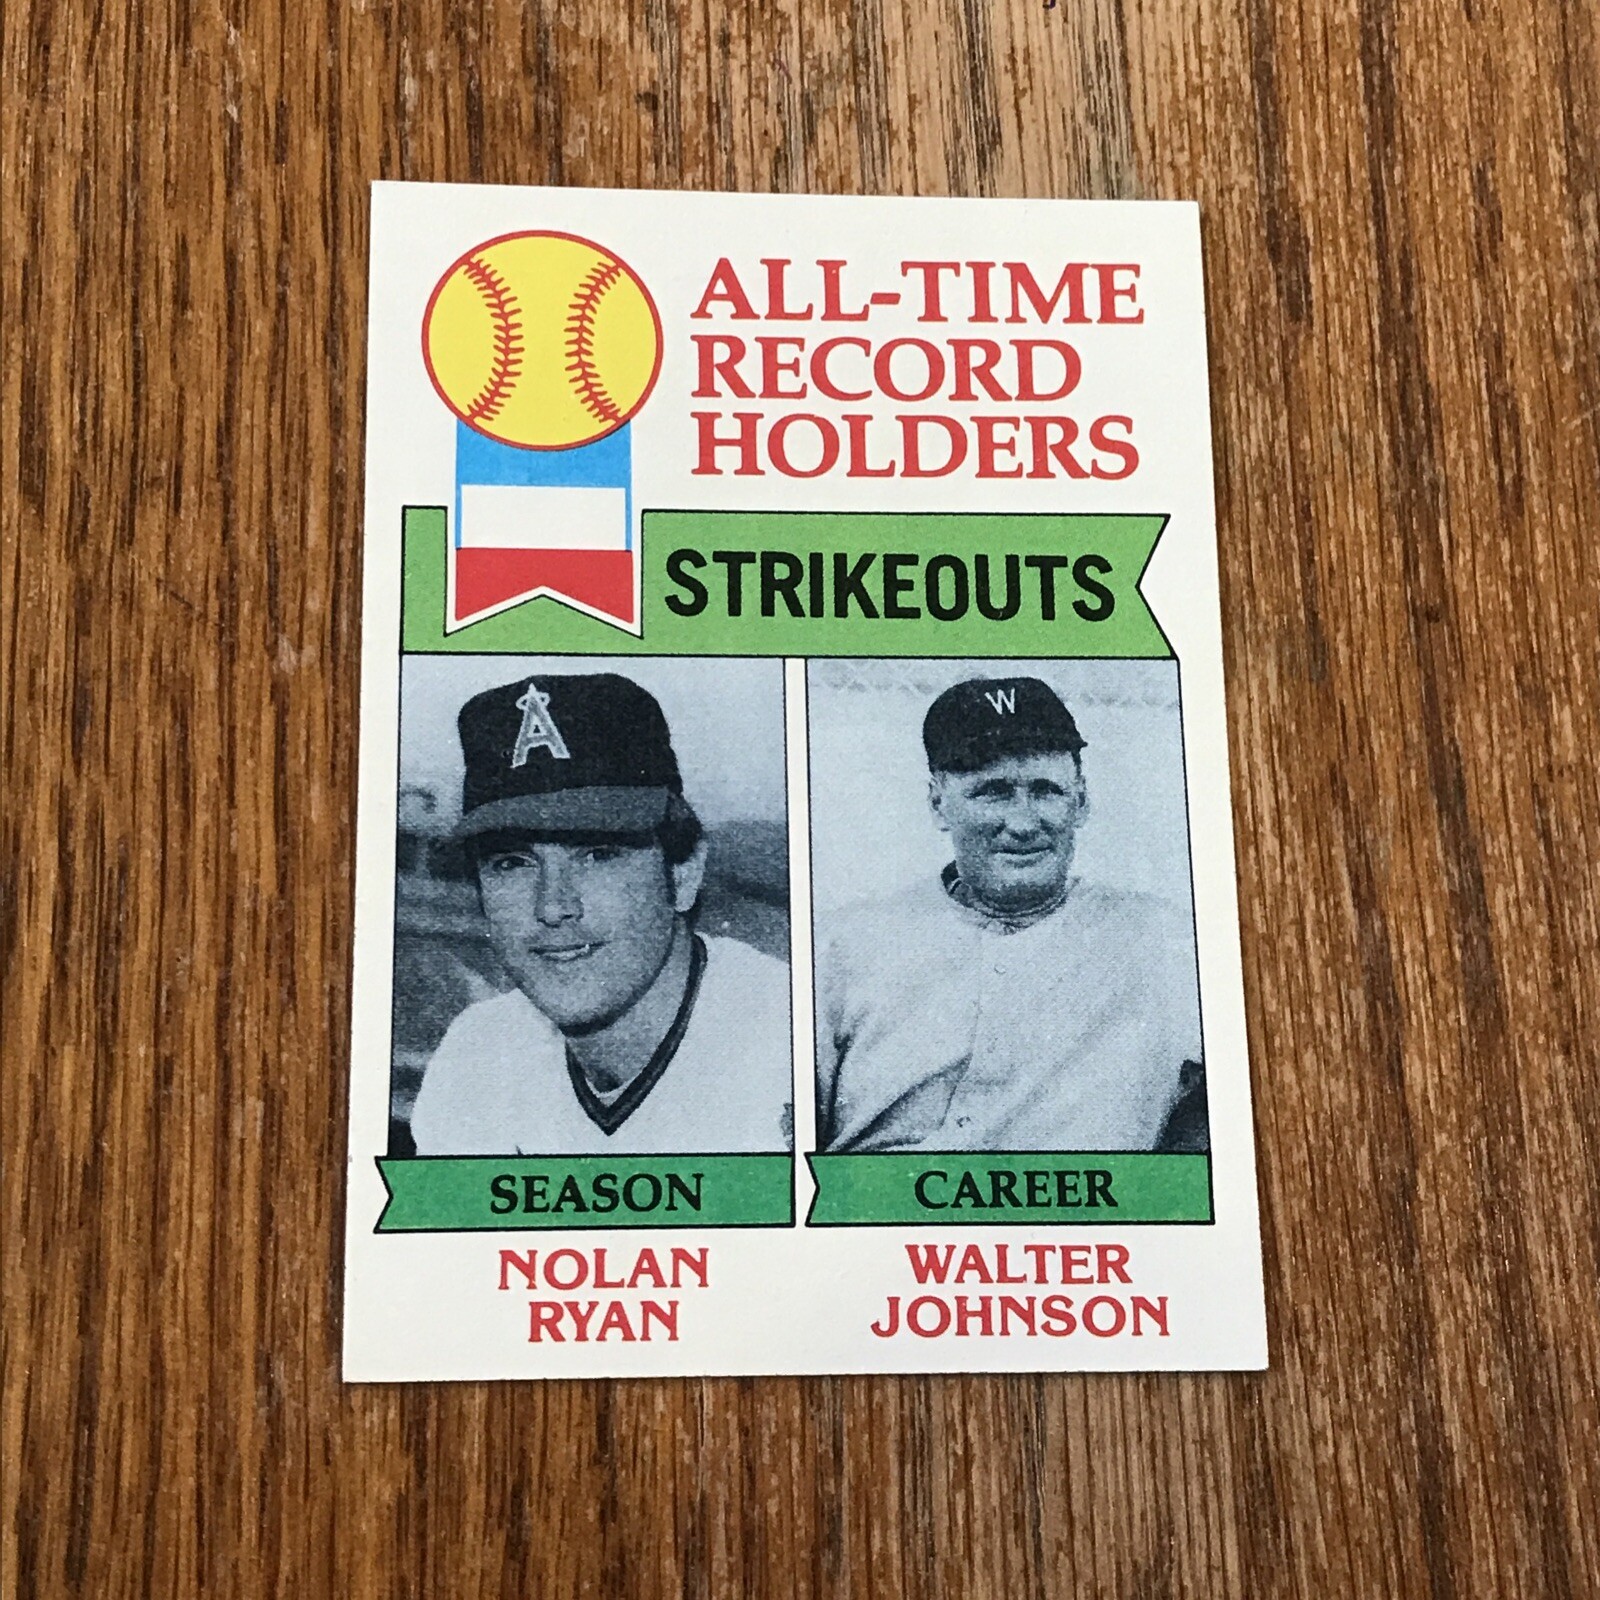 ALL-TIME
RECORD
HOLDERS
STRIKEOUTS
A
W
SEASON
CAREER
NOLAN
RYAN
WALTER
JOHNSON